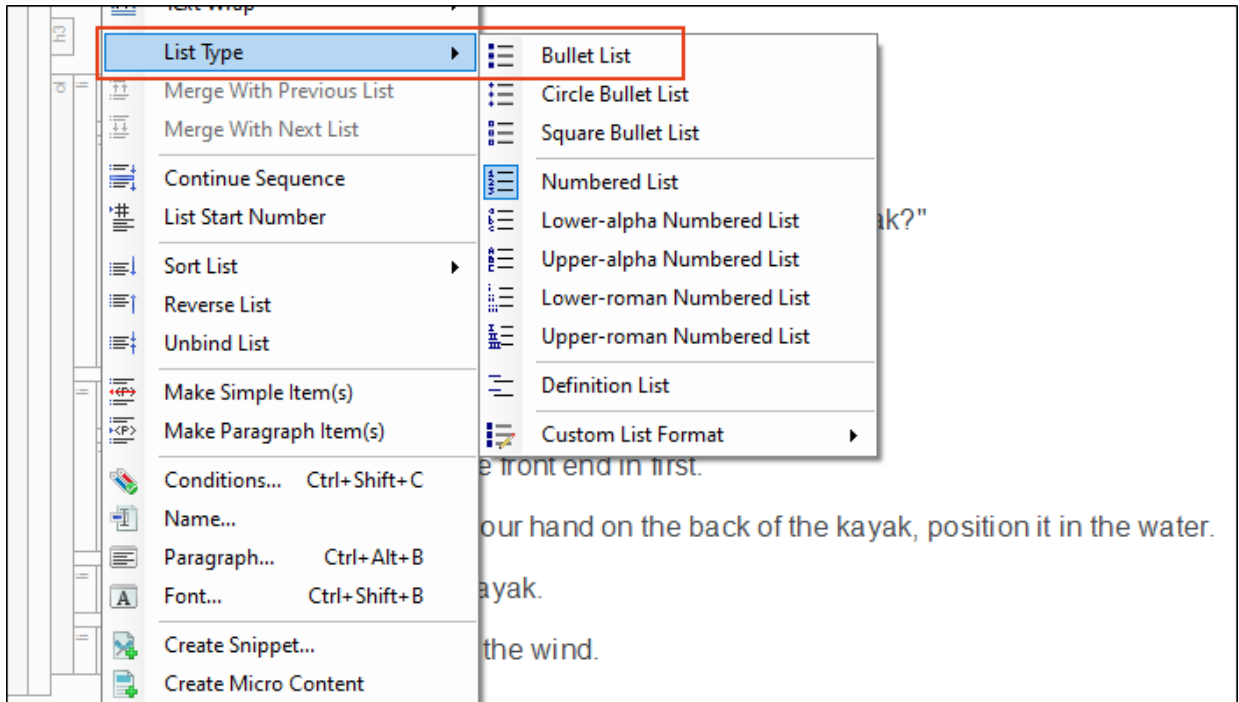 Text Wrap
h3
List Type
Merge With Previous List
Merge With Next List
Continue Sequence
List Start Number
Sort List
Reverse List
Unbind List
Make Simple Item(s)
Make Paragraph Item(s)
Conditions... Ctrl+Shift+C
Name...
Paragraph... Ctrl+Alt+B
Font... Ctrl+Shift+B
Create Snippet...
Create Micro Content
Bullet List
Circle Bullet List
Square Bullet List
Numbered List
Lower-alpha Numbered List
Upper-alpha Numbered List
Lower-roman Numbered List
Upper-roman Numbered List
Definition List
Custom List Format
ak?"
e front end in first.
our hand on the back of the kayak, position it in the water.
ayak.
the wind.